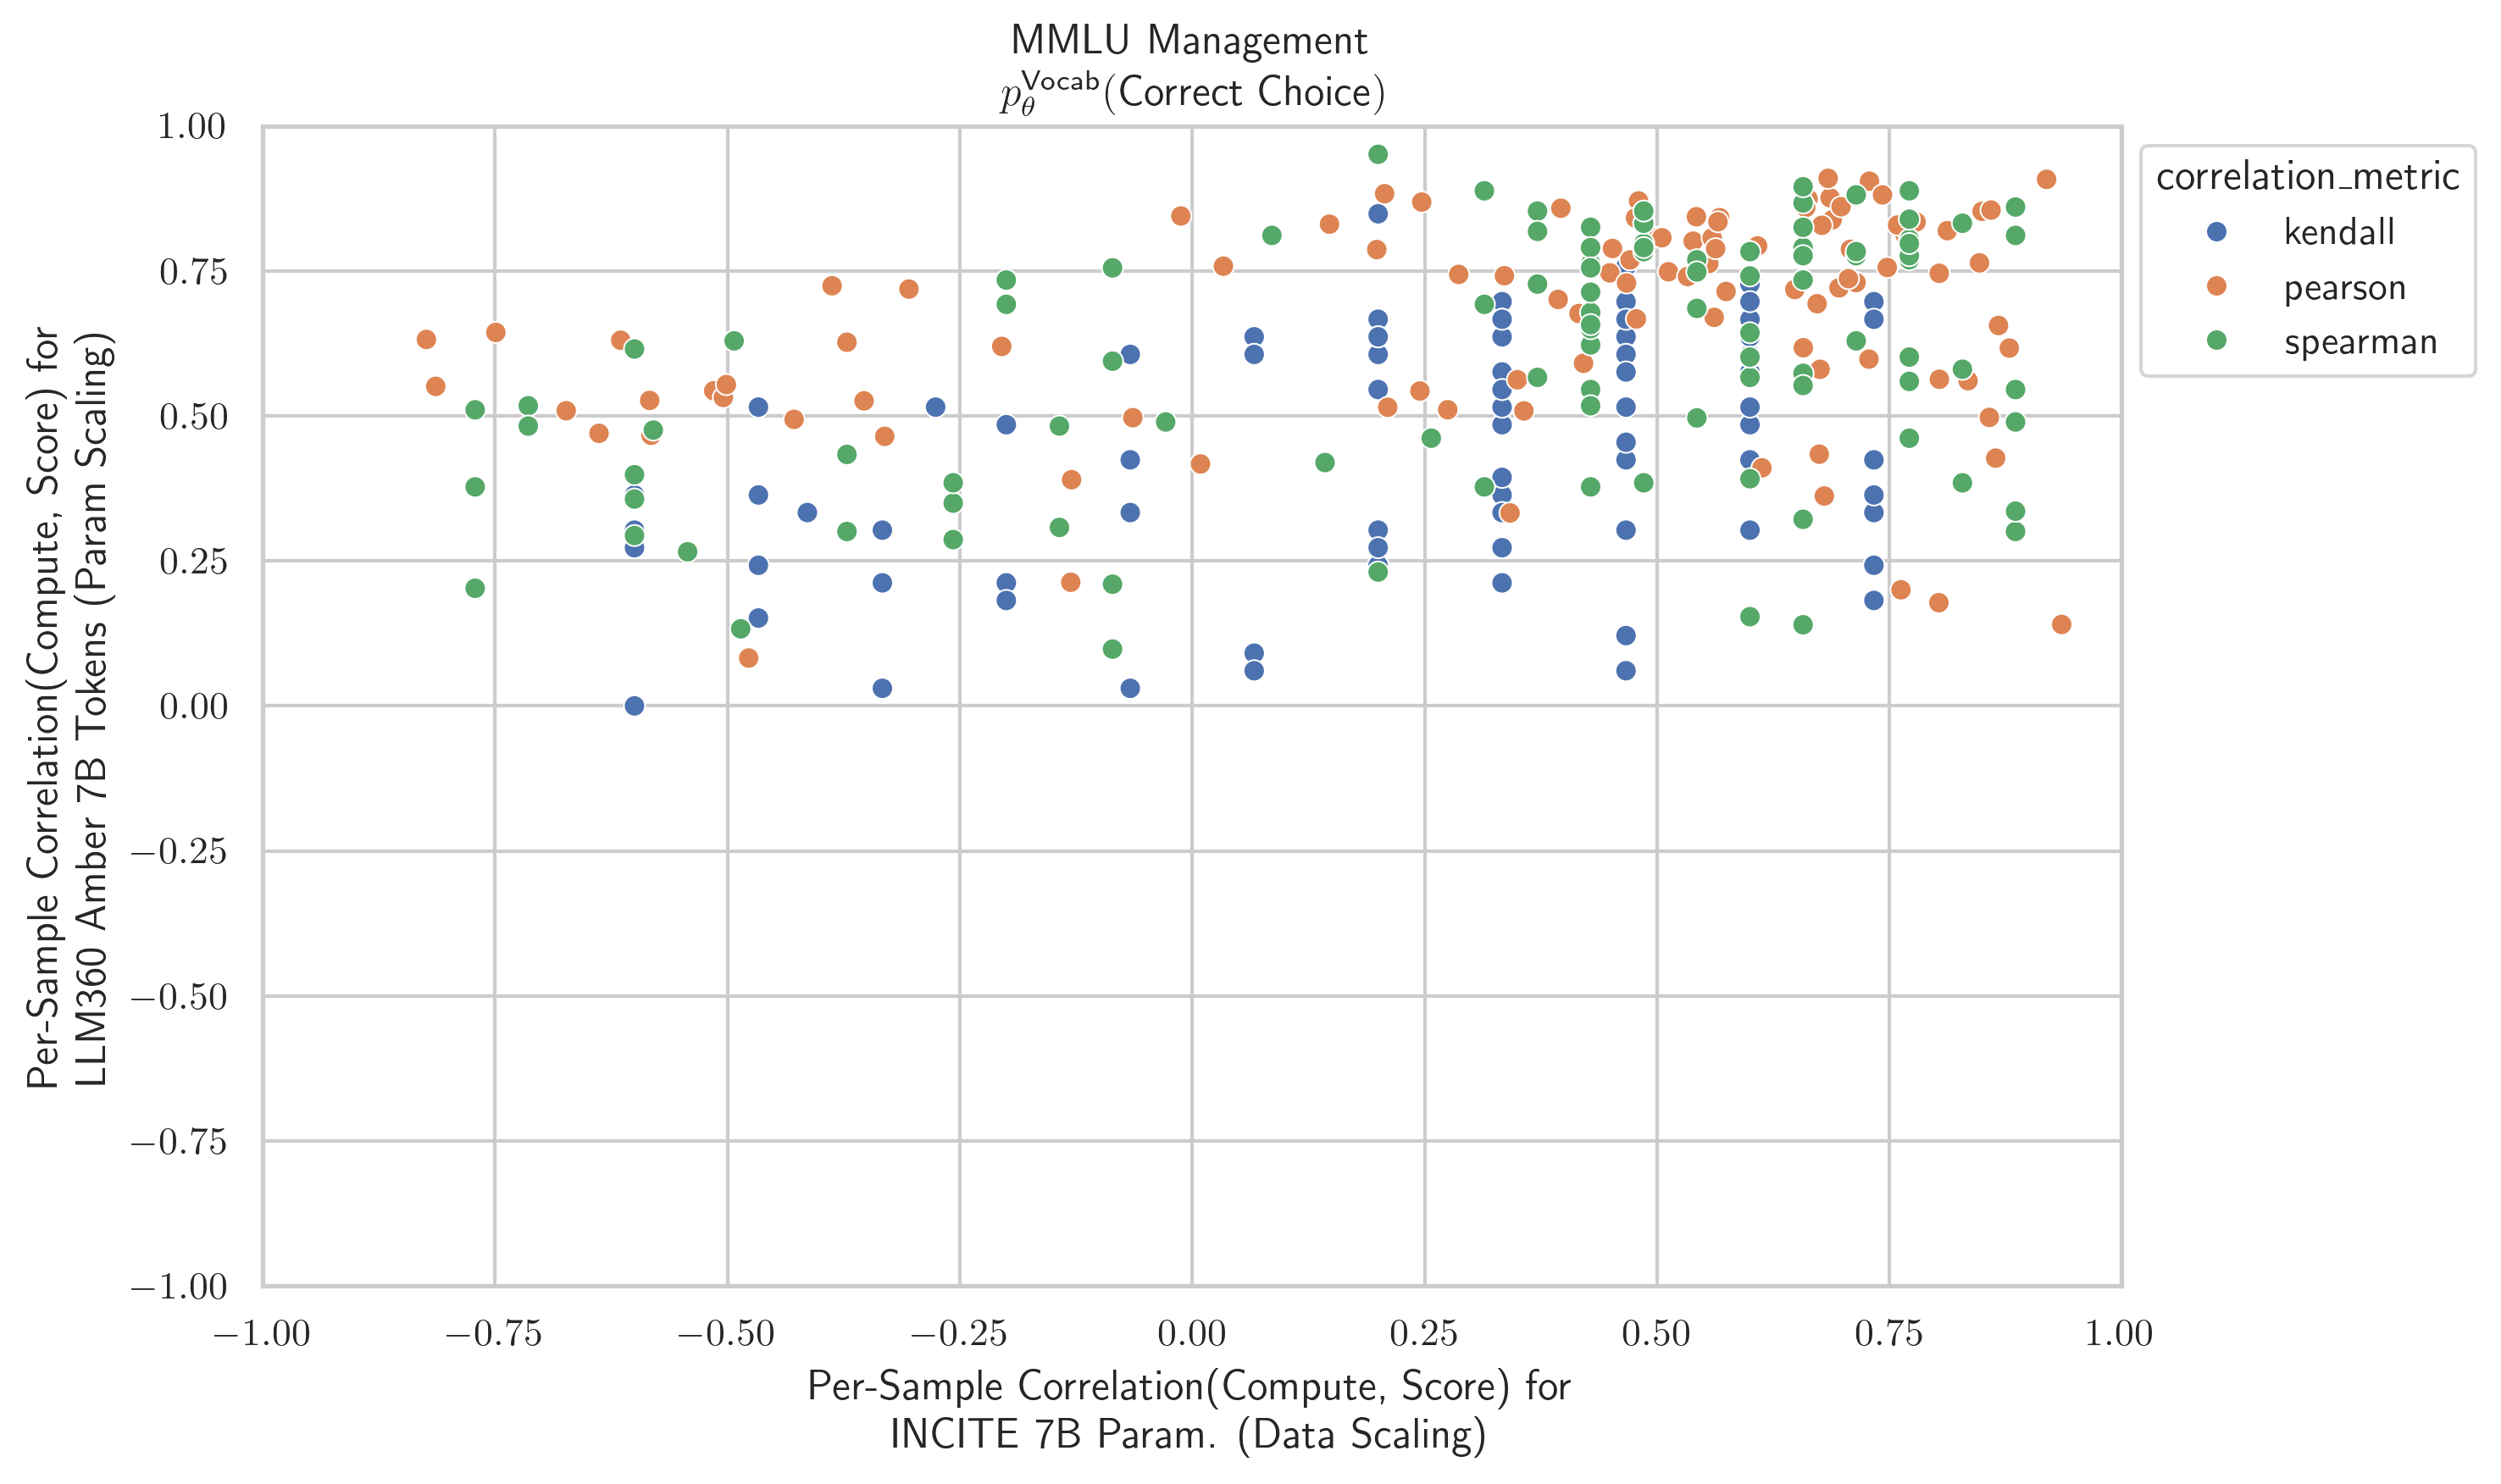 MMLU Management
p_θ^Vocab(Correct Choice)
Per-Sample Correlation(Compute, Score) for
LLM360 Amber 7B Tokens (Param Scaling)
1.00
0.75
0.50
0.25
0.00
−0.25
−0.50
−0.75
−1.00
−1.00 −0.75 −0.50 −0.25 0.00 0.25 0.50 0.75 1.00
Per-Sample Correlation(Compute, Score) for
INCITE 7B Param. (Data Scaling)
correlation_metric
kendall
pearson
spearman